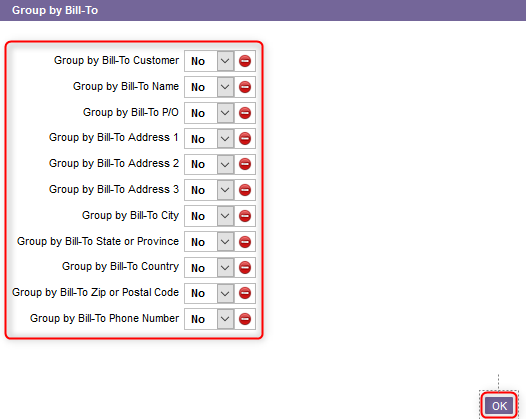 Group by Bill-To
Group by Bill-To Customer No
Group by Bill-To Name No
Group by Bill-To P/O No
Group by Bill-To Address 1 No
Group by Bill-To Address 2 No
Group by Bill-To Address 3 No
Group by Bill-To City No
Group by Bill-To State or Province No
Group by Bill-To Country No
Group by Bill-To Zip or Postal Code No
Group by Bill-To Phone Number No
OK